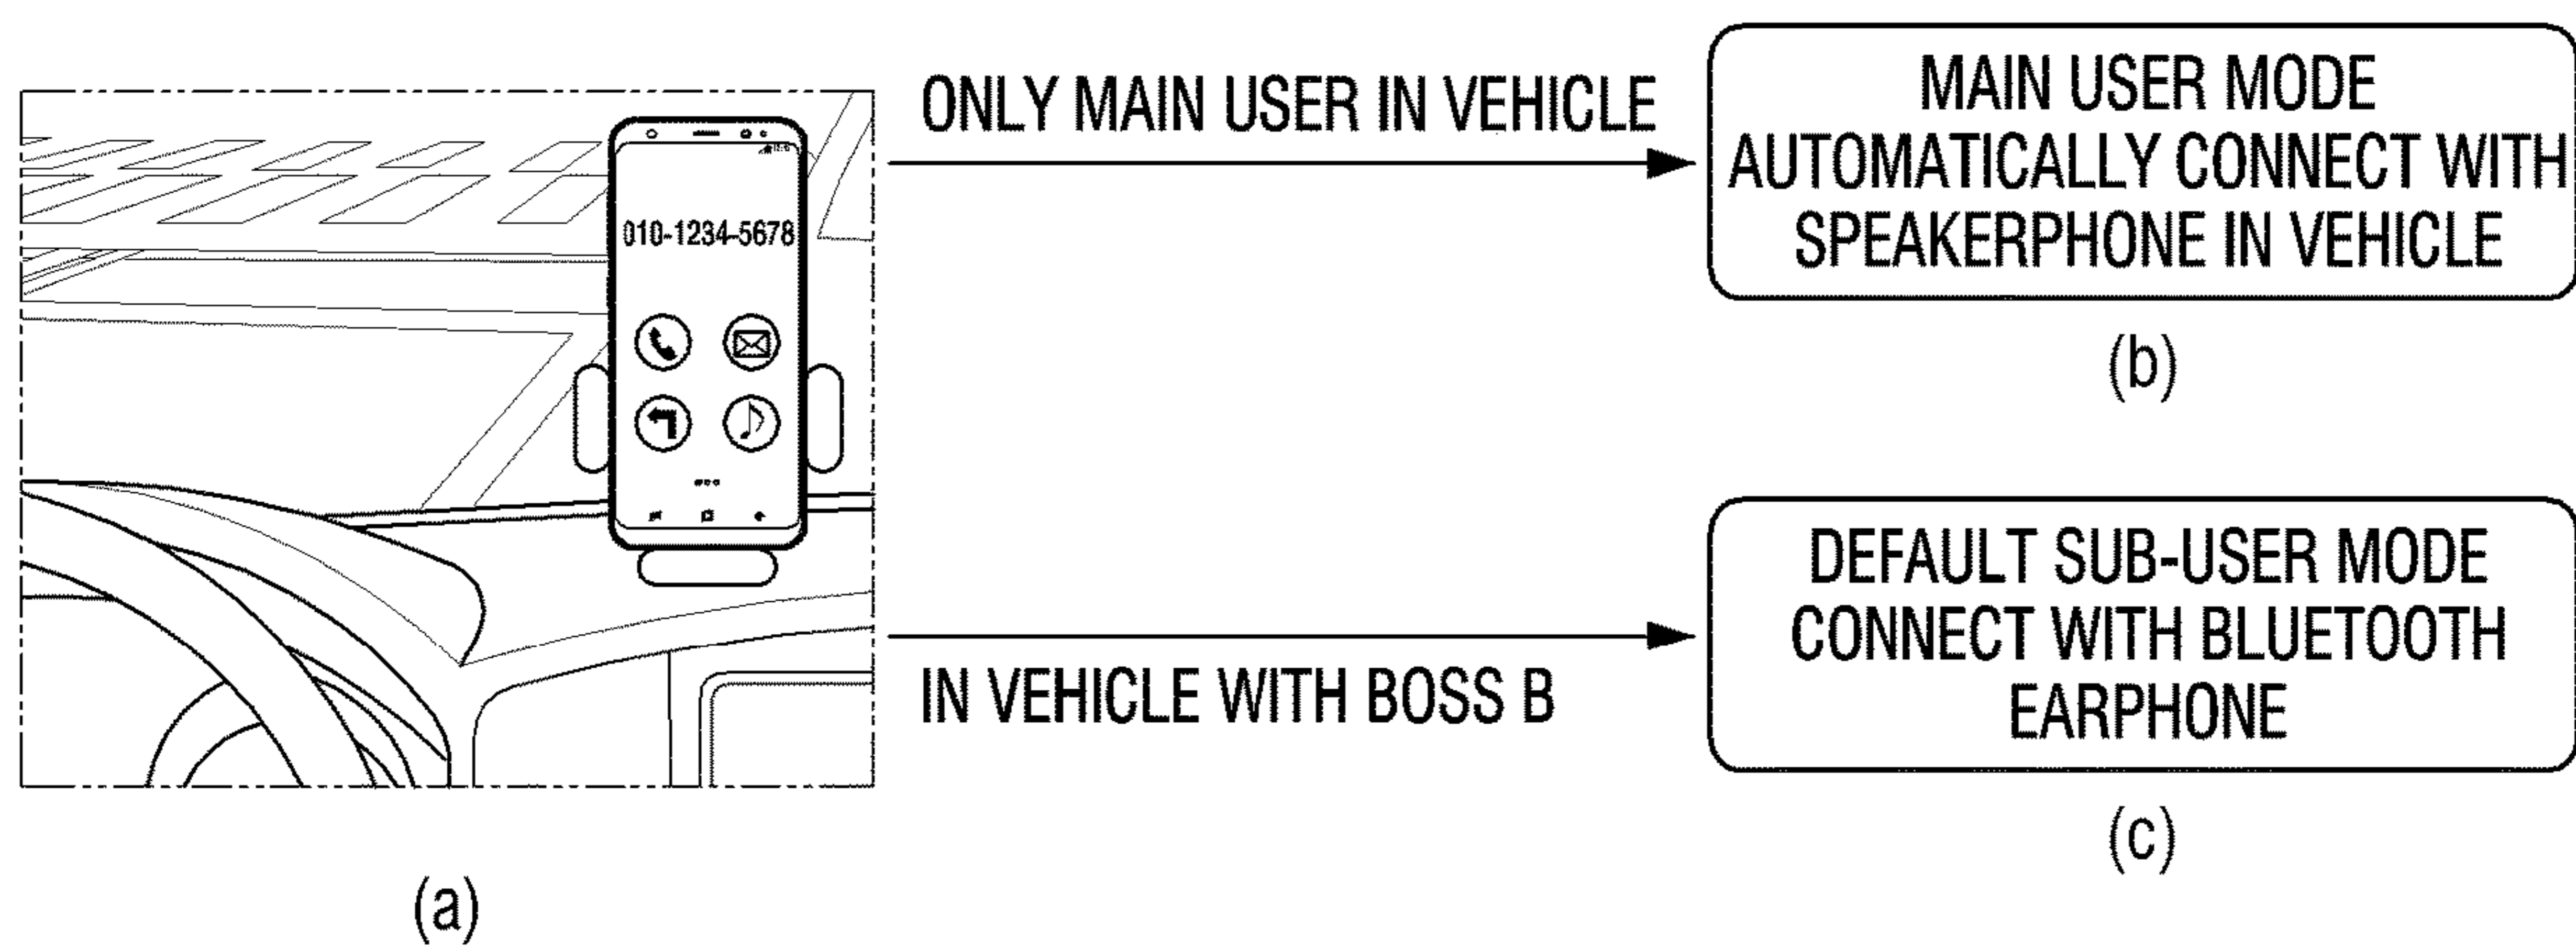 ONLY MAIN USER IN VEHICLE
MAIN USER MODE
AUTOMATICALLY CONNECT WITH
SPEAKERPHONE IN VEHICLE
(b)
010-1234-5678
IN VEHICLE WITH BOSS B
DEFAULT SUB-USER MODE
CONNECT WITH BLUETOOTH
EARPHONE
(c)
(a)